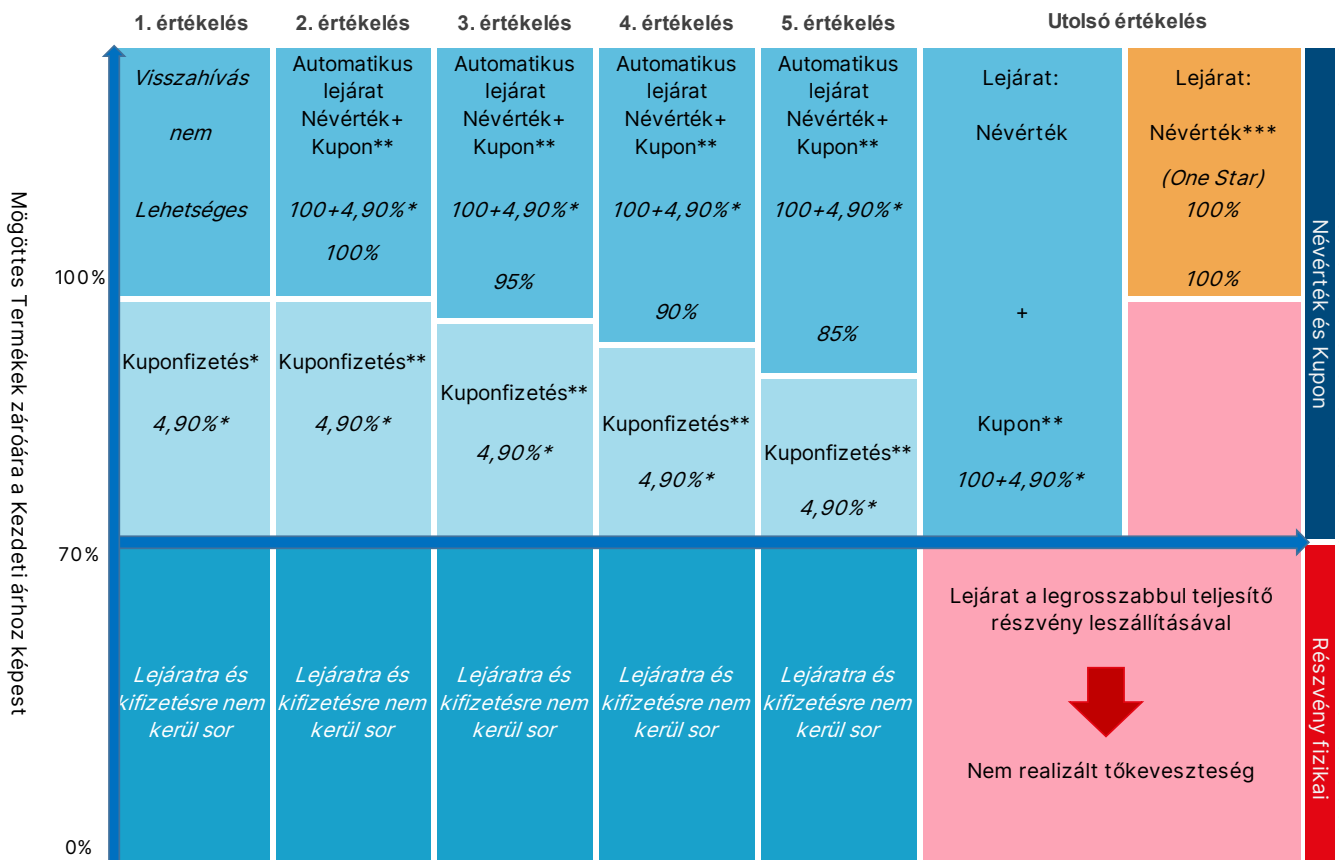 1. értékelés
2. értékelés
3. értékelés
4. értékelés
5. értékelés
Utolsó értékelés
Mögöttes Termékek záróára a Kezdeti árhoz képest
100%
70%
0%
Visszahívás
nem
Lehetséges
Kuponfizetés*
4,90%*
Lejáratra és
kifizetésre nem
kerül sor
Automatikus
lejárat
Névérték+
Kupon**
100+4,90%*
100%
Kuponfizetés**
4,90%*
Lejáratra és
kifizetésre nem
kerül sor
Automatikus
lejárat
Névérték+
Kupon**
100+4,90%*
95%
Kuponfizetés**
4,90%*
Lejáratra és
kifizetésre nem
kerül sor
Automatikus
lejárat
Névérték+
Kupon**
100+4,90%*
90%
Kuponfizetés**
4,90%*
Lejáratra és
kifizetésre nem
kerül sor
Automatikus
lejárat
Névérték+
Kupon**
100+4,90%*
85%
Kuponfizetés**
4,90%*
Lejáratra és
kifizetésre nem
kerül sor
Lejárat:
Névérték
+
Kupon**
100+4,90%*
Lejárat:
Névérték***
(One Star)
100%
100%
Lejárat a legrosszabbul teljesítő
részvény leszállításával
Nem realizált tőkeveszteség
Névérték és Kupon
Részvény fizikai